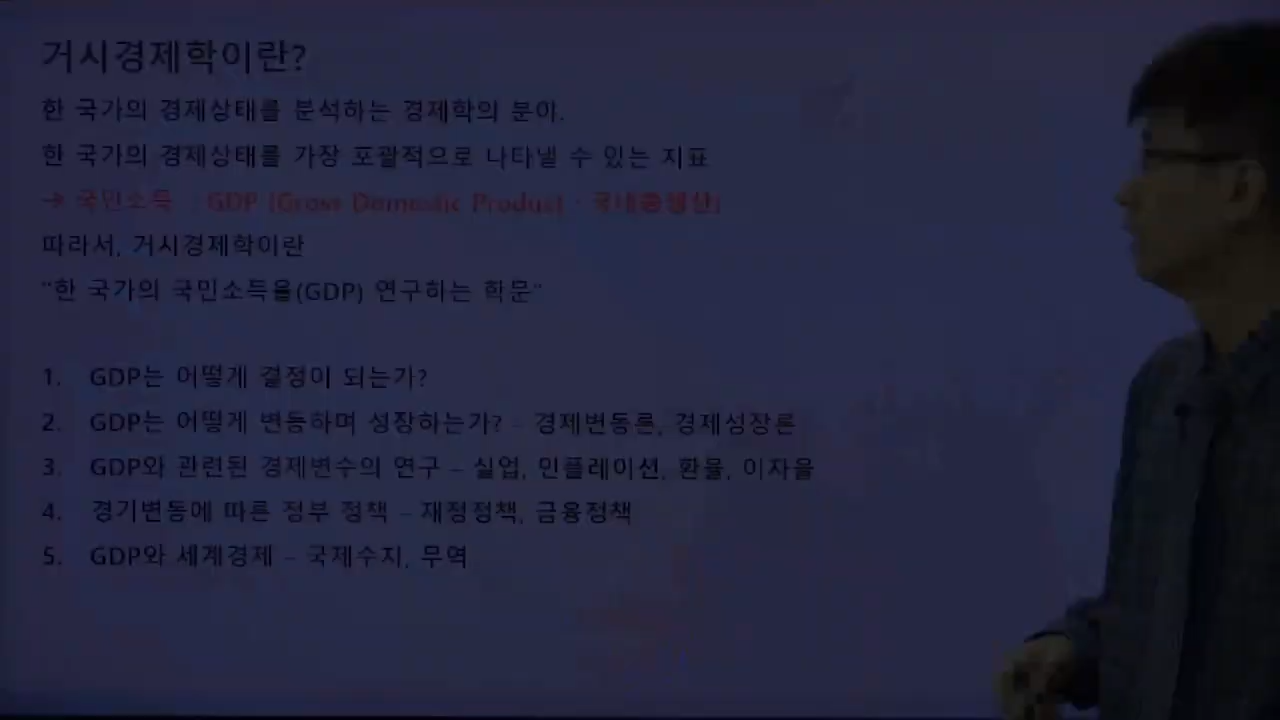 거시경제학이란?
한 국가의 경제상태를 분석하는 경제학의 분야.
한 국가의 경제상태를 가장 포괄적으로 나타낼 수 있는 지표
→ 국민소득 : GDP (Gross Domestic Product : 국내총생산)
따라서, 거시경제학이란
"한 국가의 국민소득을(GDP) 연구하는 학문"
1. GDP는 어떻게 결정이 되는가?
2. GDP는 어떻게 변동하며 성장하는가? – 경제변동론, 경제성장론
3. GDP와 관련된 경제변수의 연구 – 실업, 인플레이션, 환율, 이자율
4. 경기변동에 따른 정부 정책 – 재정정책, 금융정책
5. GDP와 세계경제 – 국제수지, 무역